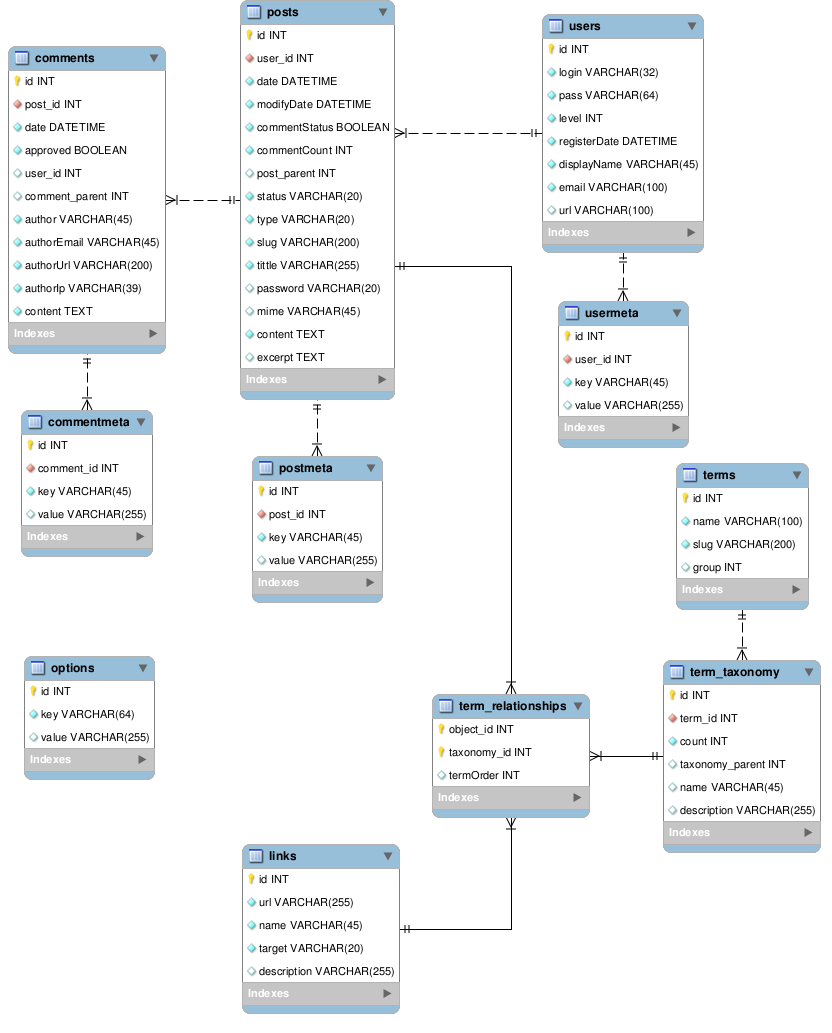 comments
id INT
post_id INT
date DATETIME
approved BOOLEAN
user_id INT
comment_parent INT
author VARCHAR(45)
authorEmail VARCHAR(45)
authorUrl VARCHAR(200)
authorIp VARCHAR(39)
content TEXT
Indexes
posts
id INT
user_id INT
date DATETIME
modifyDate DATETIME
commentStatus BOOLEAN
commentCount INT
post_parent INT
status VARCHAR(20)
type VARCHAR(20)
slug VARCHAR(200)
tittle VARCHAR(255)
password VARCHAR(20)
mime VARCHAR(45)
content TEXT
excerpt TEXT
Indexes
users
id INT
login VARCHAR(32)
pass VARCHAR(64)
level INT
registerDate DATETIME
displayName VARCHAR(45)
email VARCHAR(100)
url VARCHAR(100)
Indexes
usermeta
id INT
user_id INT
key VARCHAR(45)
value VARCHAR(255)
Indexes
commentmeta
id INT
comment_id INT
key VARCHAR(45)
value VARCHAR(255)
Indexes
postmeta
id INT
post_id INT
key VARCHAR(45)
value VARCHAR(255)
Indexes
terms
id INT
name VARCHAR(100)
slug VARCHAR(200)
group INT
Indexes
options
id INT
key VARCHAR(64)
value VARCHAR(255)
Indexes
term_relationships
object_id INT
taxonomy_id INT
termOrder INT
Indexes
term_taxonomy
id INT
term_id INT
count INT
taxonomy_parent INT
name VARCHAR(45)
description VARCHAR(255)
Indexes
links
id INT
url VARCHAR(255)
name VARCHAR(45)
target VARCHAR(20)
description VARCHAR(255)
Indexes